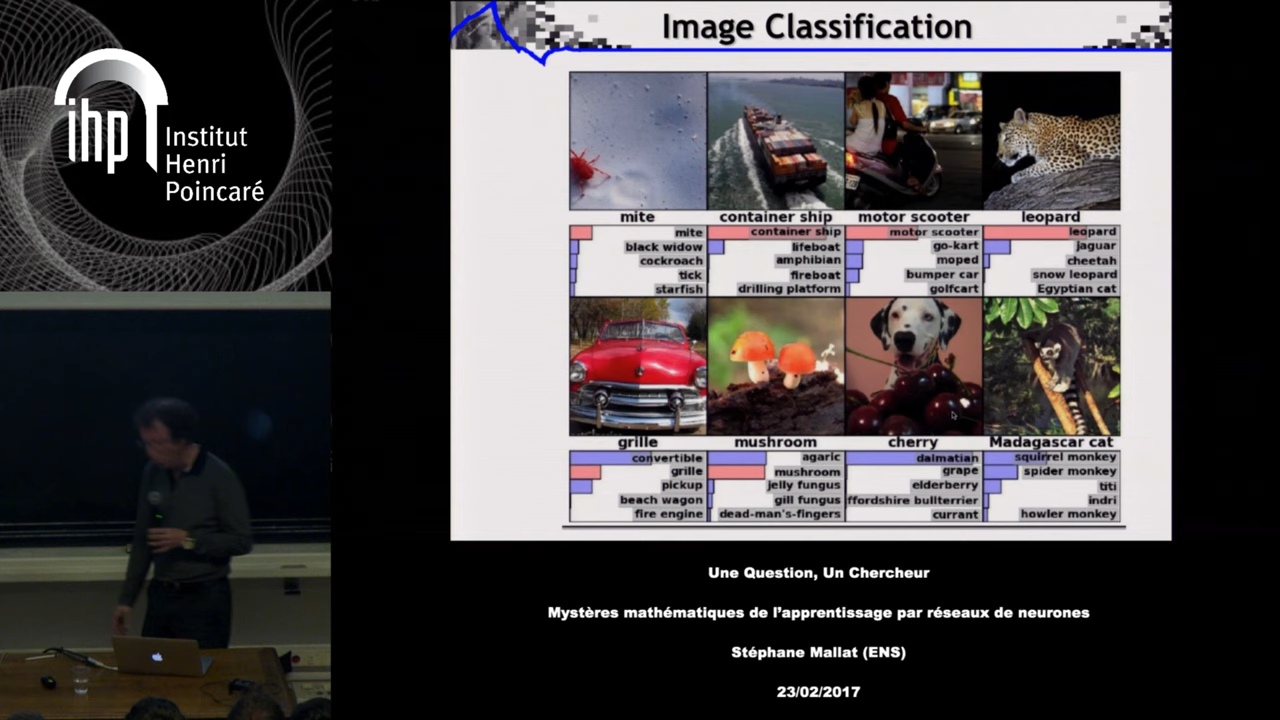 ihp
Institut
Henri
Poincaré
Image Classification
mite container ship motor scooter leopard
mite container ship motor scooter leopard
black widow lifeboat go-kart jaguar
cockroach amphibian moped cheetah
tick fireboat bumper car snow leopard
starfish drilling platform golfcart Egyptian cat
grille mushroom cherry Madagascar cat
convertible agaric dalmatian squirrel monkey
grille mushroom grape spider monkey
pickup jelly fungus elderberry titi
beach wagon gill fungus ffordshire bullterrier indri
fire engine dead-man's-fingers currant howler monkey
Une Question, Un Chercheur
Mystères mathématiques de l'apprentissage par réseaux de neurones
Stéphane Mallat (ENS)
23/02/2017